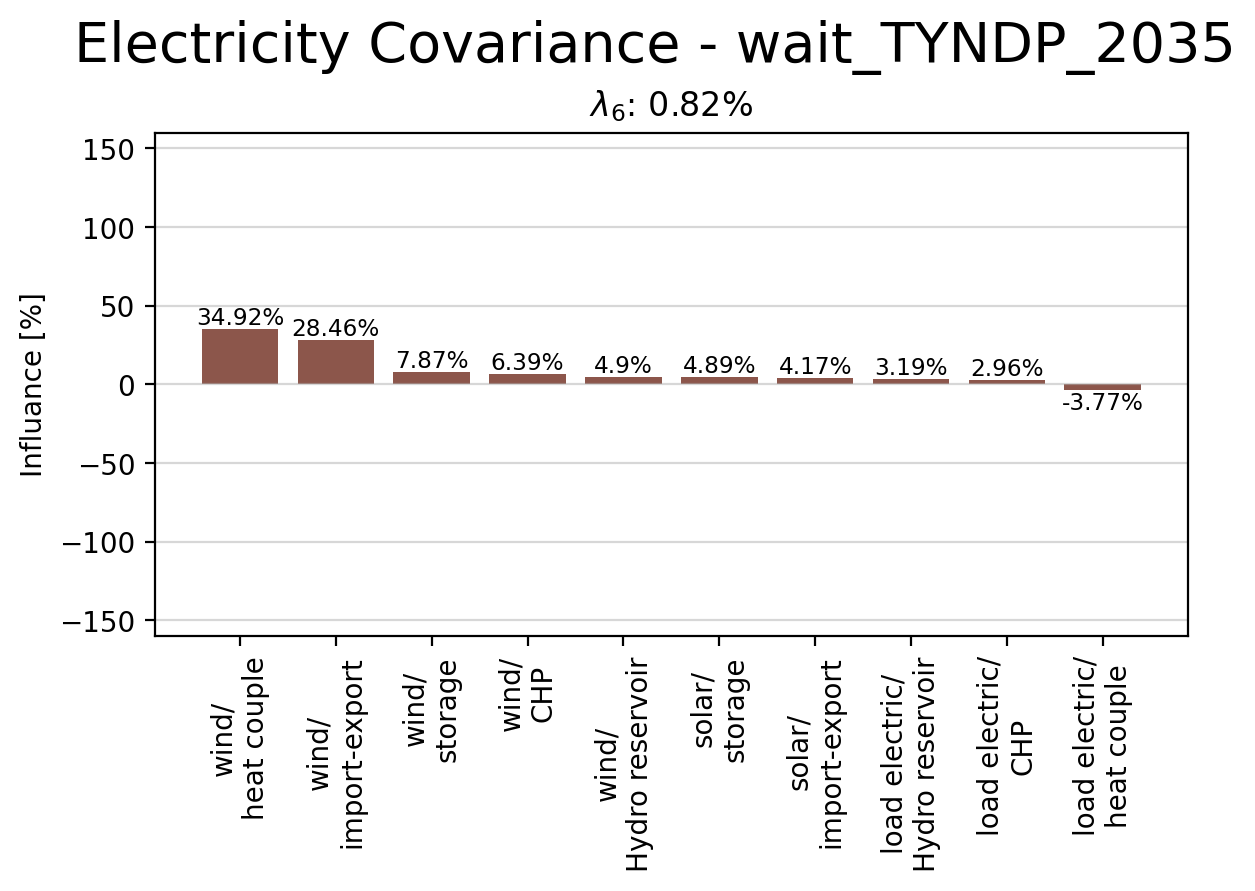 Electricity Covariance - wait_TYNDP_2035
λ6: 0.82%
Influance [%]
150
100
50
0
−50
−100
−150
34.92%
28.46%
7.87%
6.39%
4.9%
4.89%
4.17%
3.19%
2.96%
-3.77%
wind/
heat couple
wind/
import-export
wind/
storage
wind/
CHP
wind/
Hydro reservoir
solar/
storage
solar/
import-export
load electric/
Hydro reservoir
load electric/
CHP
load electric/
heat couple